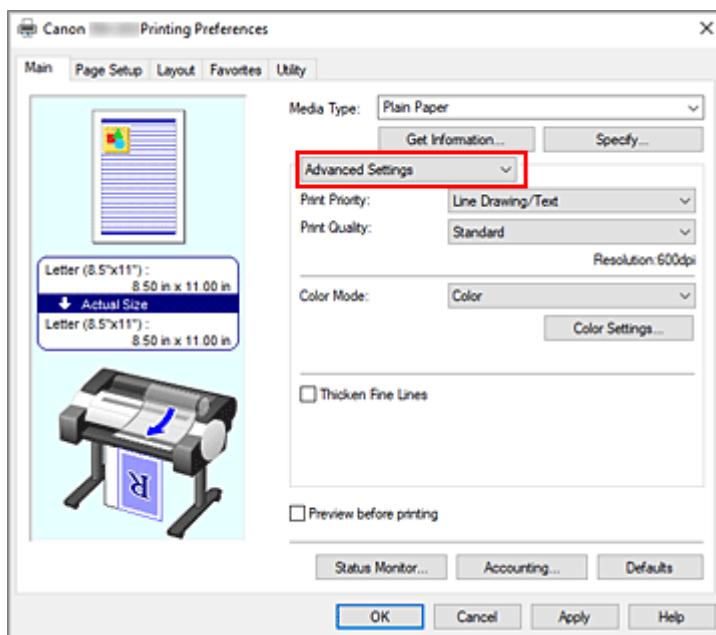 Canon Printing Preferences
Main Page Setup Layout Favorites Utility
Media Type: Plain Paper
Get Information... Specify...
Advanced Settings
Print Priority: Line Drawing/Text
Print Quality: Standard
Resolution:600dpi
Letter (8.5"x11") :
8.50 in x 11.00 in
Actual Size
Letter (8.5"x11") :
8.50 in x 11.00 in
Color Mode: Color
Color Settings...
Thicken Fine Lines
R
Preview before printing
Status Monitor... Accounting... Defaults
OK Cancel Apply Help